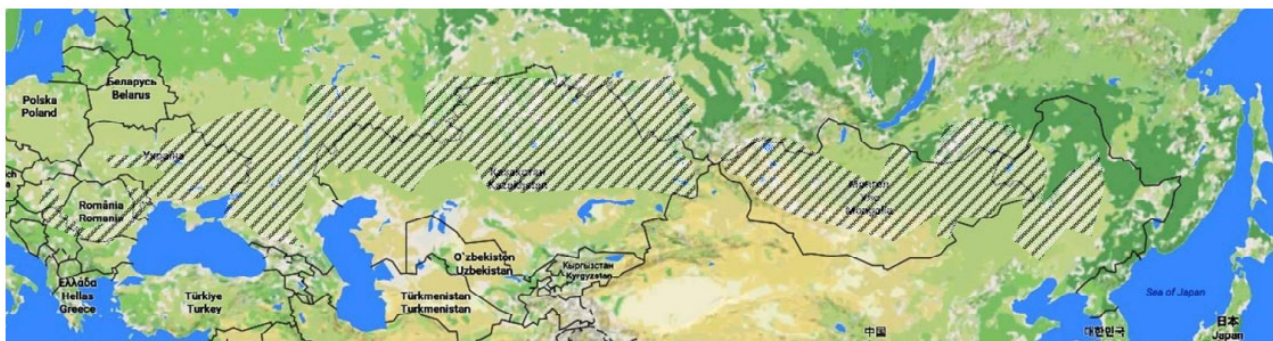 Беларусь
Belarus
Polska
Poland
Україна
România
Romania
Ελλάδα
Hellas
Greece
Türkiye
Turkey
Қазақстан
Kazakhstan
Oʻzbekiston
Uzbekistan
Кыргызстан
Kyrgyzstan
Türkmenistan
Turkmenistan
Монгол
Улс
Mongolia
中国
대한민국
Sea of Japan
日本
Japan